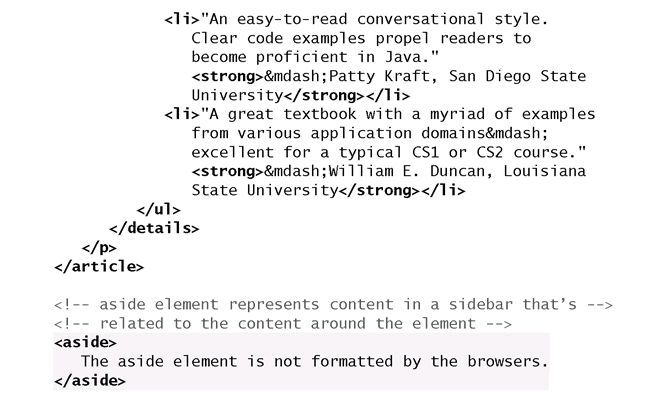 <li>"An easy-to-read conversational style.
Clear code examples propel readers to
become proficient in Java."
<strong>&mdash;Patty Kraft, San Diego State
University</strong></li>
<li>"A great textbook with a myriad of examples
from various application domains&mdash;
excellent for a typical CS1 or CS2 course."
<strong>&mdash;William E. Duncan, Louisiana
State University</strong></li>
</ul>
</details>
</p>
</article>
<!-- aside element represents content in a sidebar that’s -->
<!-- related to the content around the element -->
<aside>
The aside element is not formatted by the browsers.
</aside>